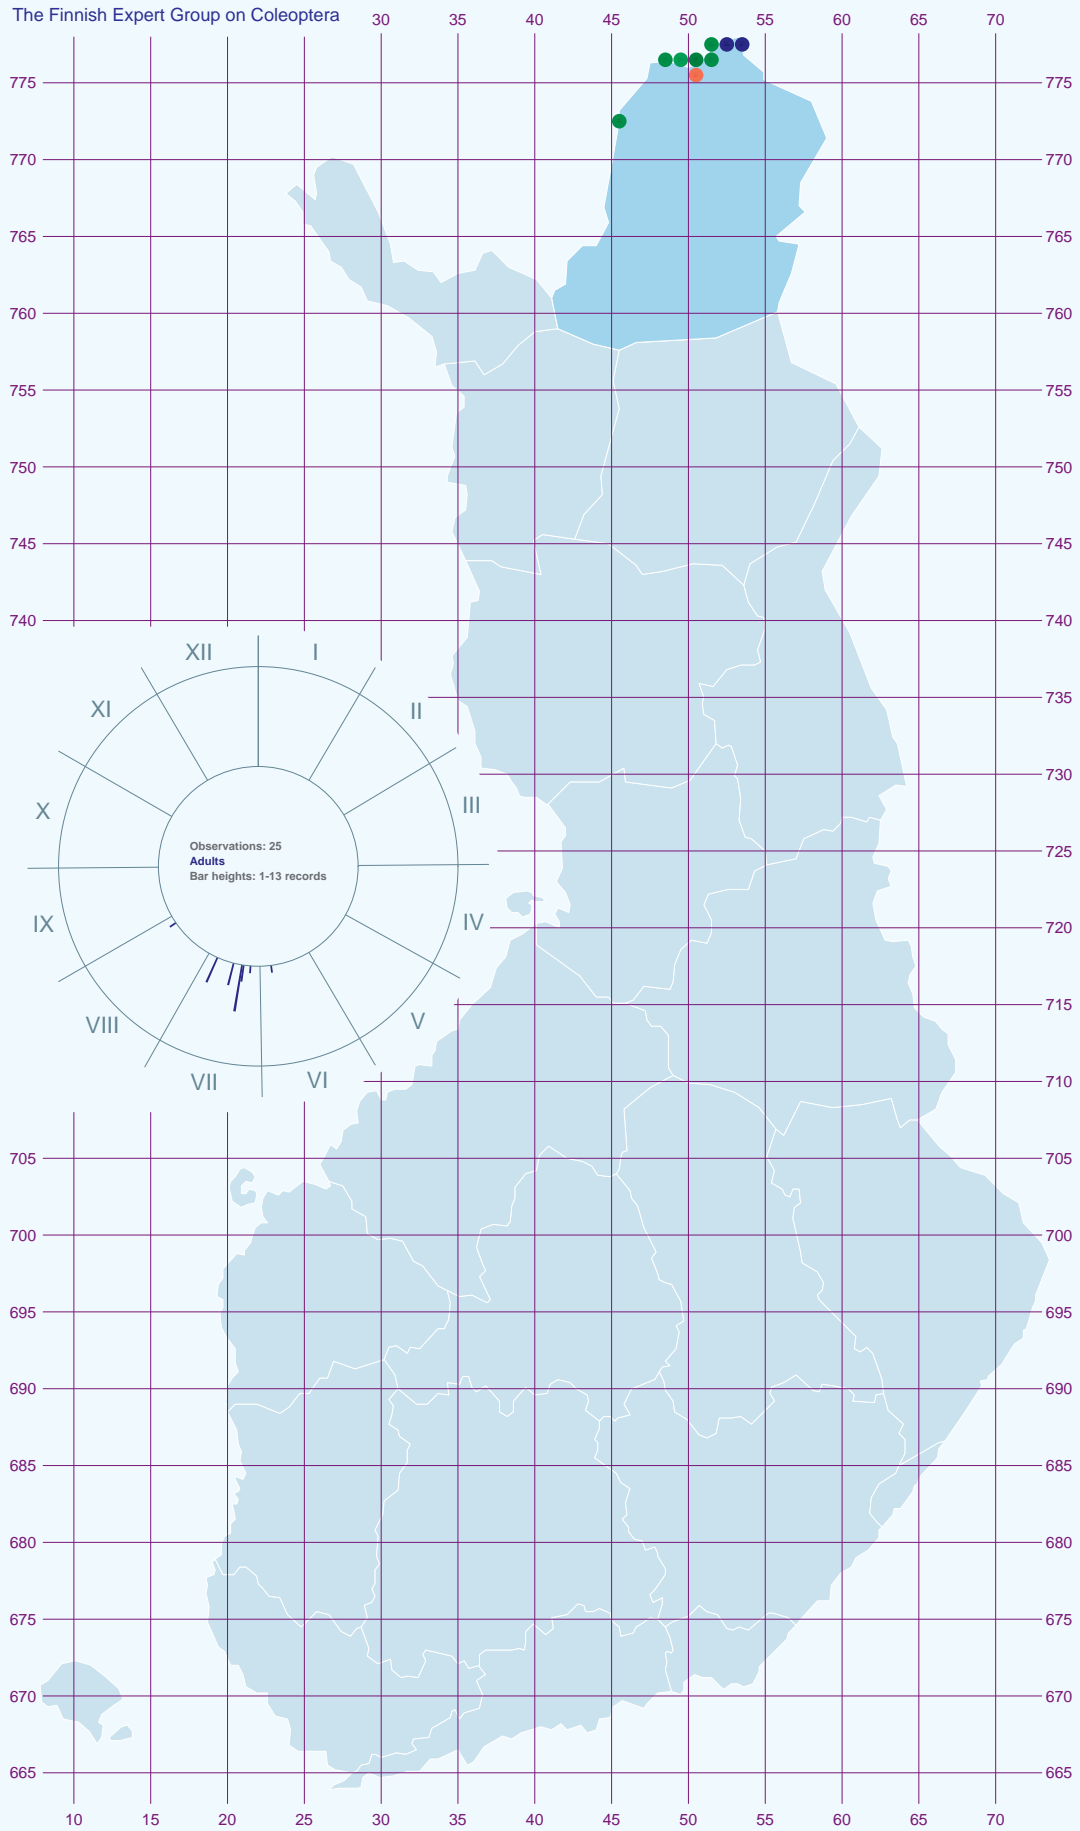 The Finnish Expert Group on Coleoptera
30 35 40 45 50 55 60 65 70
775 775
770 770
765 765
760 760
755 755
750 750
745 745
740 740
XII I
XI II
735
730
X III
Observations: 25
Adults
Bar heights: 1-13 records
725
IX IV
720
VIII V
715
VII VI
710
705 705
700 700
695 695
690 690
685 685
680 680
675 675
670 670
665 665
10 15 20 25 30 35 40 45 50 55 60 65 70